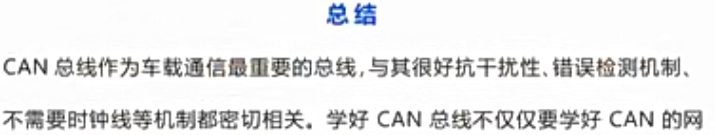 总结
CAN 总线作为车载通信最重要的总线,与其很好抗干扰性、错误检测机制、
不需要时钟线等机制都密切相关。学好 CAN 总线不仅仅要学好 CAN 的网